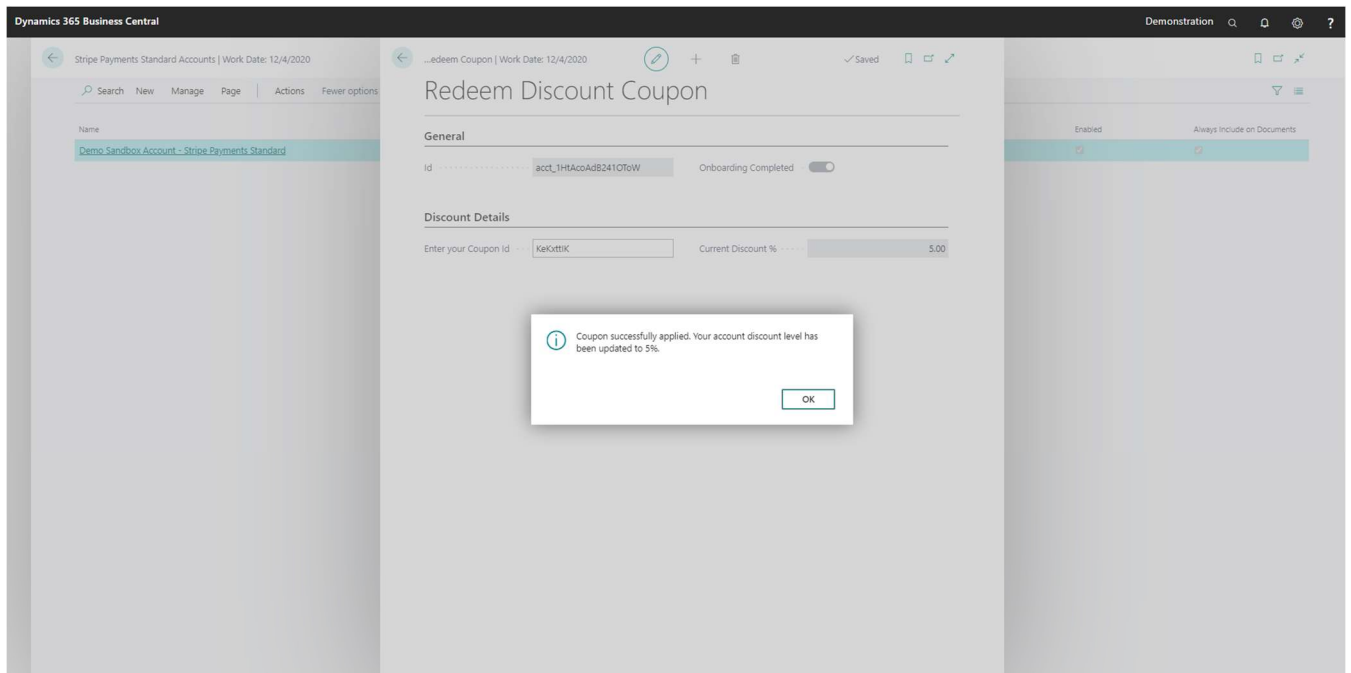 Dynamics 365 Business Central
Demonstration
?
Stripe Payments Standard Accounts | Work Date: 12/4/2020
Search New Manage Page Actions Fewer options
Name
Demo Sandbox Account - Stripe Payments Standard
Enabled
Always Include on Documents
...edeem Coupon | Work Date: 12/4/2020
Saved
Redeem Discount Coupon
General
Id acct_1HtAcoAdB241OToW Onboarding Completed
Discount Details
Enter your Coupon Id KeKxttIK Current Discount % 5.00
Coupon successfully applied. Your account discount level has
been updated to 5%.
OK